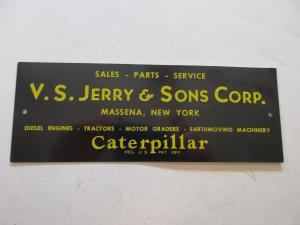 SALES - PARTS - SERVICE
V. S. JERRY & SONS CORP.
MASSENA, NEW YORK
DIESEL ENGINES - TRACTORS - MOTOR GRADERS - EARTHMOVING MACHINERY
Caterpillar
REG. U.S. PAT. OFF.